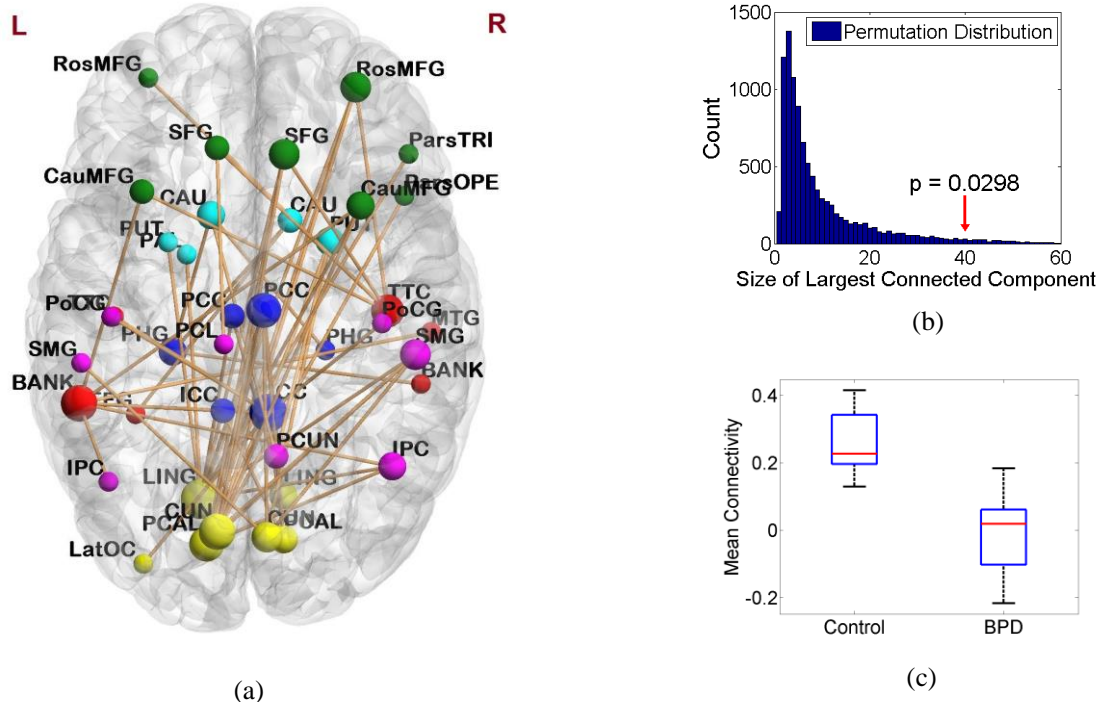 L R
RosMFG RosMFG
SFG SFG ParsTRI
CauMFG CauMFG ParsOPE
CAU CAU
PUT PUT
PCC PCC TTC
PoCG PoCG MTG
PHG PCL PHG SMG
SMG
BANK BANK
ICC
PCUN IPC
IPC LING LING
CUN CUN
PCAL
LatOC
(a)
1500
Permutation Distribution
1000
Count
500
p = 0.0298
0
0 20 40 60
Size of Largest Connected Component
(b)
0.4
0.2
Mean Connectivity
0
-0.2
Control BPD
(c)